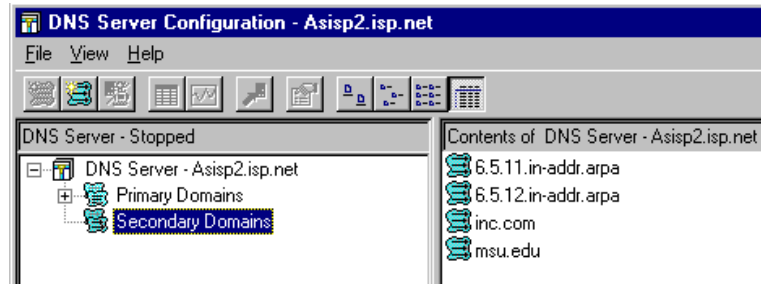 DNS Server Configuration - Asisp2.isp.net
File View Help
DNS Server - Stopped
DNS Server - Asisp2.isp.net
Primary Domains
Secondary Domains
Contents of DNS Server - Asisp2.isp.net
6.5.11.in-addr.arpa
6.5.12.in-addr.arpa
inc.com
msu.edu